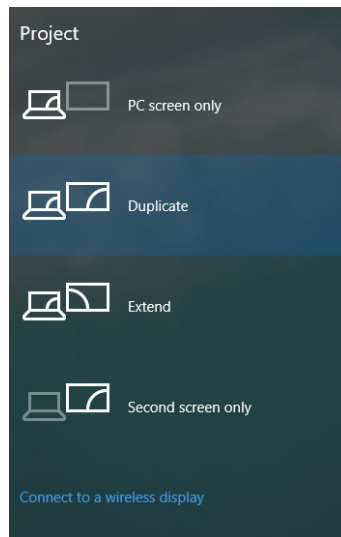 Project
PC screen only
Duplicate
Extend
Second screen only
Connect to a wireless display